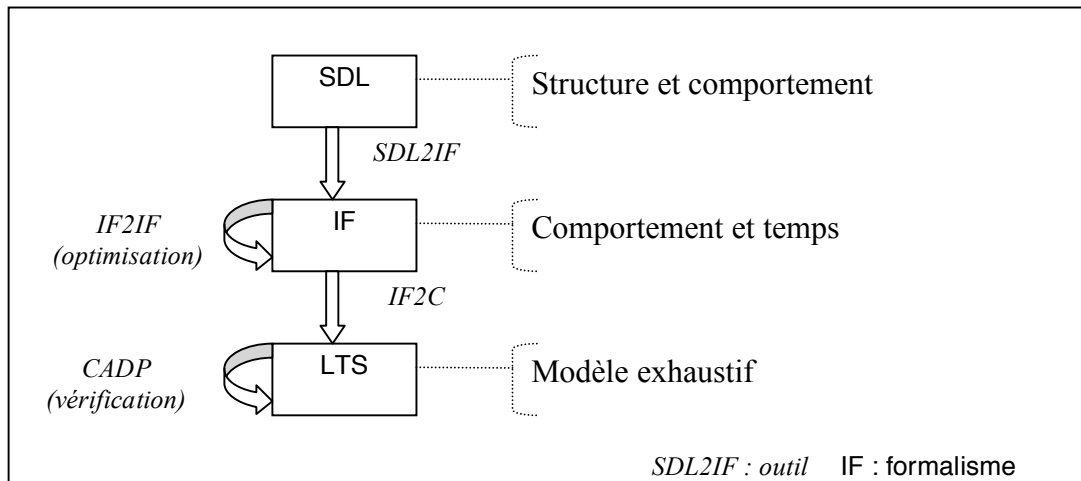 SDL
Structure et comportement
SDL2IF
IF
Comportement et temps
IF2IF
(optimisation)
IF2C
LTS
Modèle exhaustif
CADP
(vérification)
SDL2IF : outil IF : formalisme